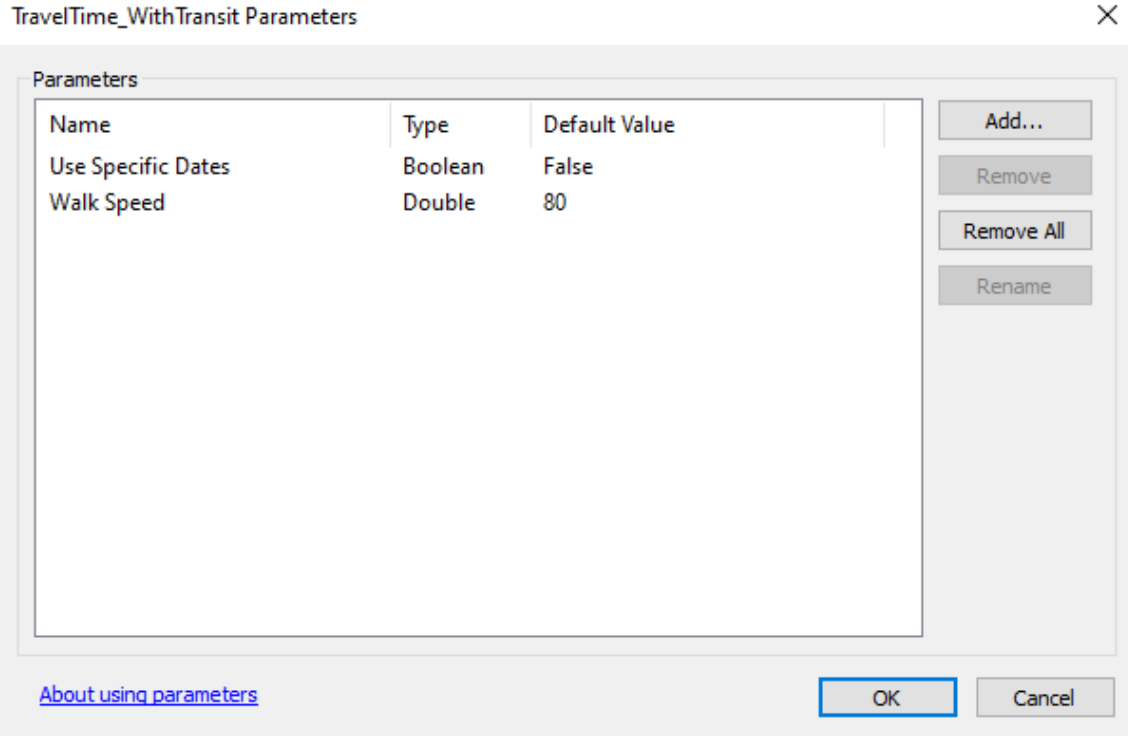 TravelTime_WithTransit Parameters
Parameters
Name Type Default Value
Use Specific Dates Boolean False
Walk Speed Double 80
Add...
Remove
Remove All
Rename
About using parameters
OK Cancel